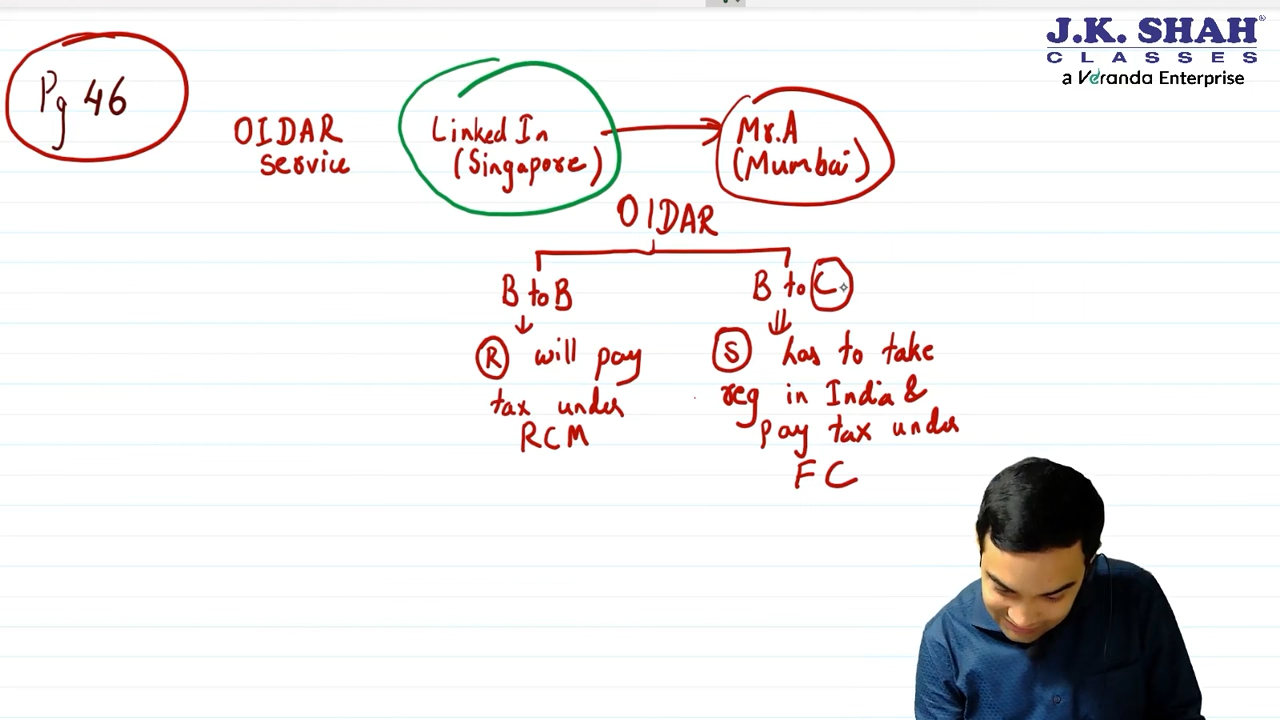 J.K. SHAH®
CLASSES
a Veranda Enterprise
Pg 46
OIDAR
service
Linked In
(Singapore)
Mr.A
(Mumbai)
OIDAR
B to B
B to C
R will pay
tax under
RCM
S has to take
reg in India &
pay tax under
FC